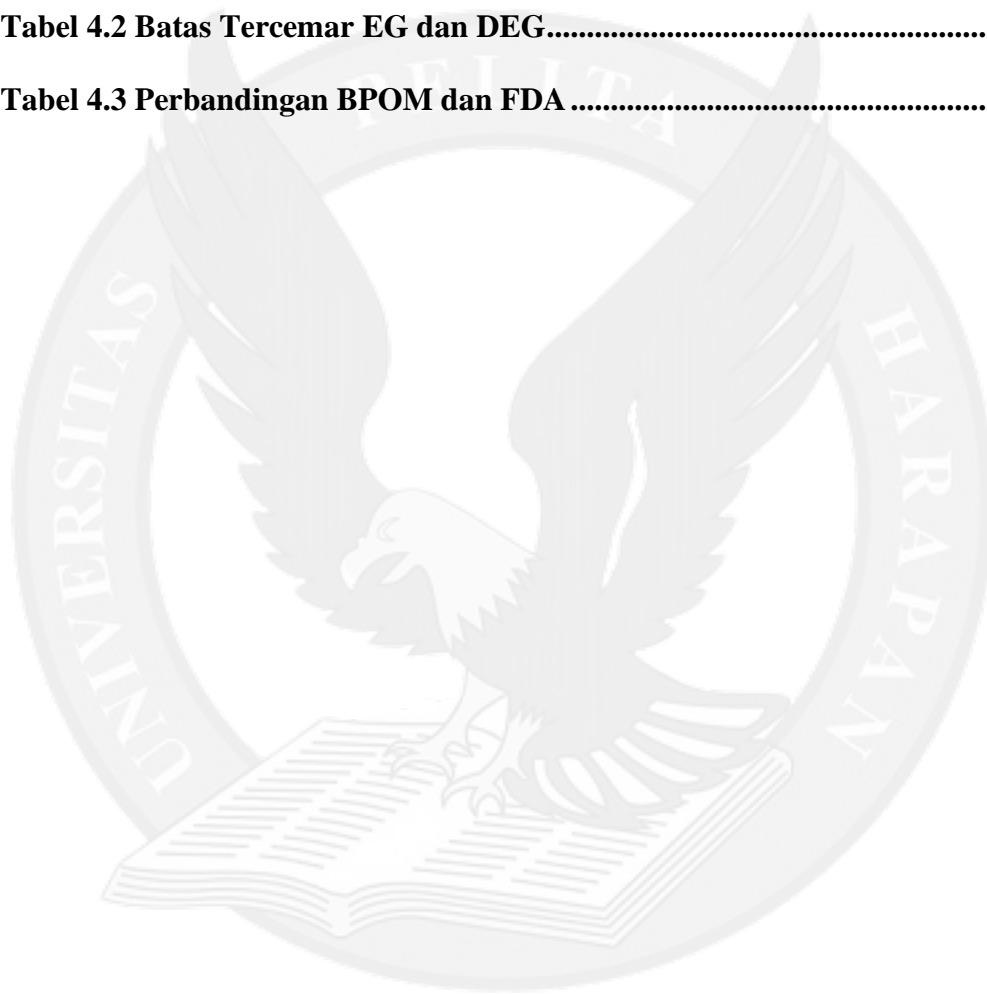 Tabel 4.2 Batas Tercemar EG dan DEG......................................................
Tabel 4.3 Perbandingan BPOM dan FDA ...................................................
PELITA
UNIVERSITAS
HARAPAN